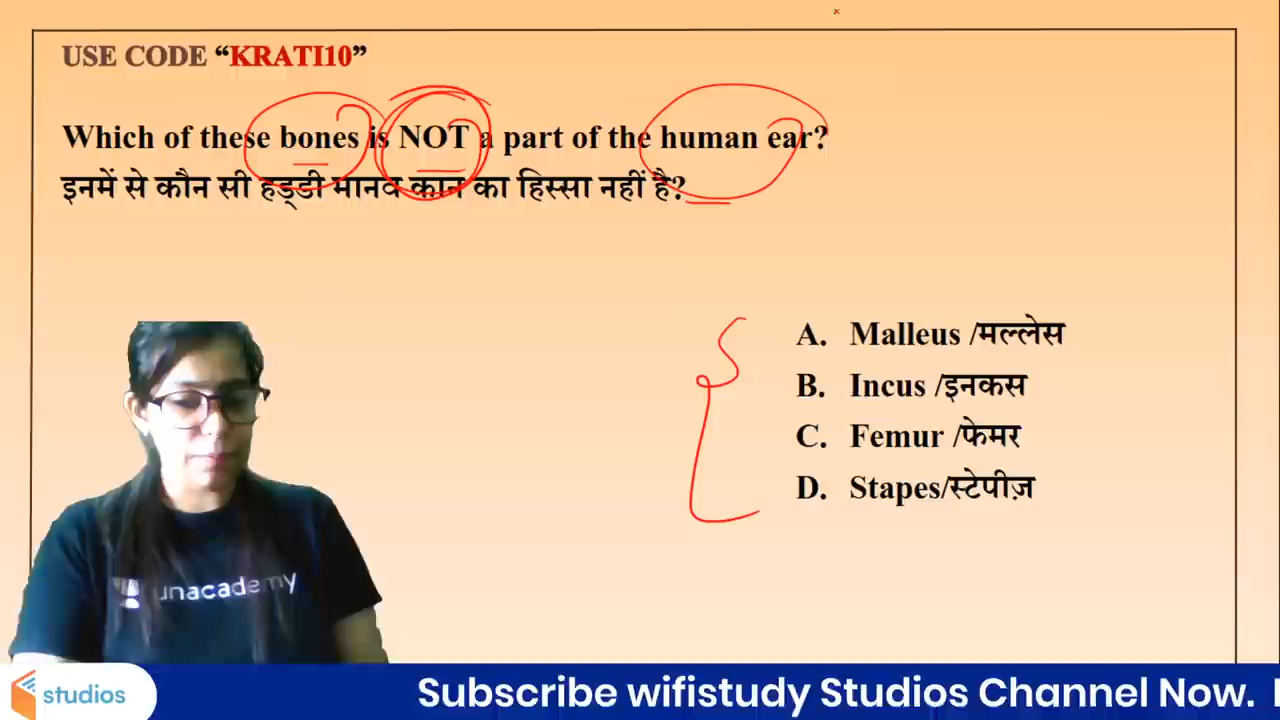 USE CODE “KRATI10”
Which of these bones is NOT a part of the human ear?
इनमें से कौन सी हड्डी मानव कान का हिस्सा नहीं है?
A. Malleus /मल्लेस
B. Incus /इनकस
C. Femur /फेमर
D. Stapes/स्टेपीज़
unacademy
studios
Subscribe wifistudy Studios Channel Now.